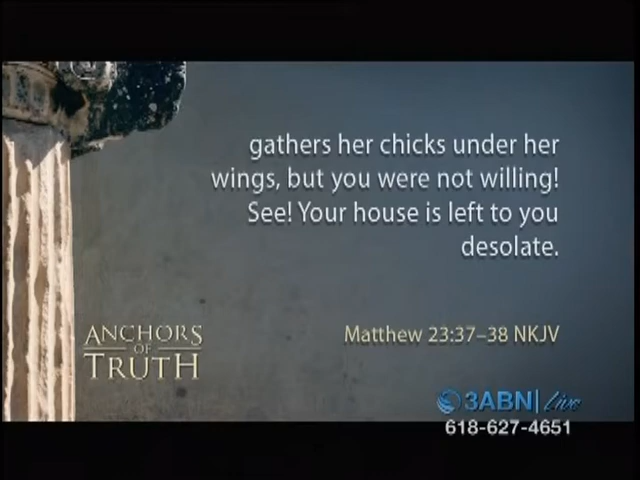 gathers her chicks under her
wings, but you were not willing!
See! Your house is left to you
desolate.
Matthew 23:37–38 NKJV
ANCHORS
OF
TRUTH
3ABN Live
618-627-4651